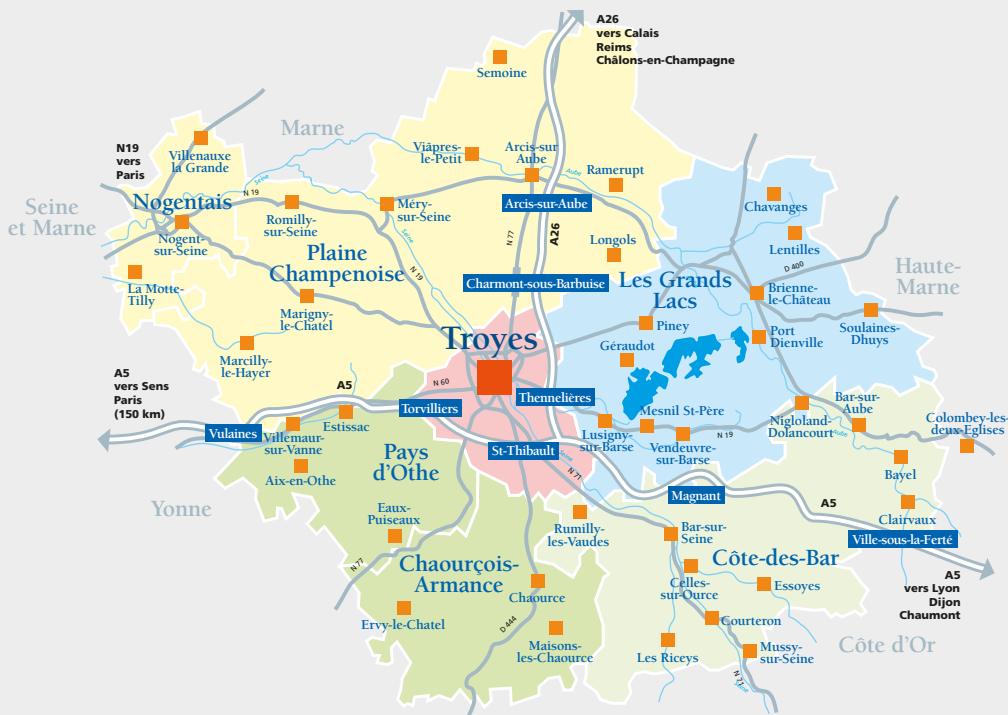 A26
vers Calais
Reims
Châlons-en-Champagne
A26
Semoine
Marne
N19
vers
Paris
Villenauxe
la Grande
Viâpres-
le-Petit
Arcis-sur
Aube
Aube
Ramerupt
Seine
N 19
Nogentais
Seine
et Marne
Nogent-
sur-Seine
Romilly-
sur-Seine
Méry-
sur-Seine
Seine
Arcis-sur-Aube
Chavanges
N 77
A26
Longols
Lentilles
Plaine
Champenoise
N 19
D 400
Haute-
Marne
La Motte-
Tilly
Charmont-sous-Barbuise
Les Grands
Lacs
Brienne-
le-Château
Marigny-
le-Chatel
Troyes
Piney
Port
Dienville
Soulaines-
Dhuys
Géraudot
Marcilly-
le-Hayer
A5
vers Sens
Paris
(150 km)
A5
N 60
Torvilliers
Thennelières
Mesnil St-Père
Bar-sur-
Aube
Aube
Colombey-les-
deux-Eglises
Nigloland-
Dolancourt
Estissac
Vulaines
Villemaur-
sur-Vanne
Lusigny-
sur-Barse
Vendeuvre-
sur-Barse
N 19
St-Thibault
Seine
N 71
Pays
d'Othe
Aix-en-Othe
Bayel
Magnant
A5
Yonne
Eaux-
Puiseaux
Rumilly-
les-Vaudes
Bar-sur-
Seine
Clairvaux
Ville-sous-la-Ferté
N 77
Chaourçois-
Armance
Côte-des-Bar
Chaource
Celles-
sur-Ource
Essoyes
A5
vers Lyon
Dijon
Chaumont
Ervy-le-Chatel
D 444
Maisons-
les-Chaource
Courteron
Les Riceys
Mussy-
sur-Seine
Côte d'Or
N 71
Seine